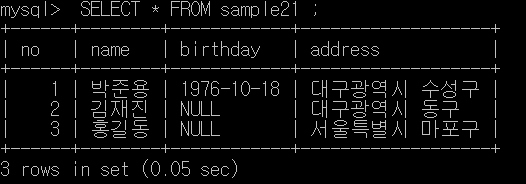 mysql> SELECT * FROM sample21 ;
+------+--------+------------+-------------------+
| no | name | birthday | address |
+------+--------+------------+-------------------+
| 1 | 박준용 | 1976-10-18 | 대구광역시 수성구 |
| 2 | 김재진 | NULL | 대구광역시 동구 |
| 3 | 홍길동 | NULL | 서울특별시 마포구 |
+------+--------+------------+-------------------+
3 rows in set (0.05 sec)